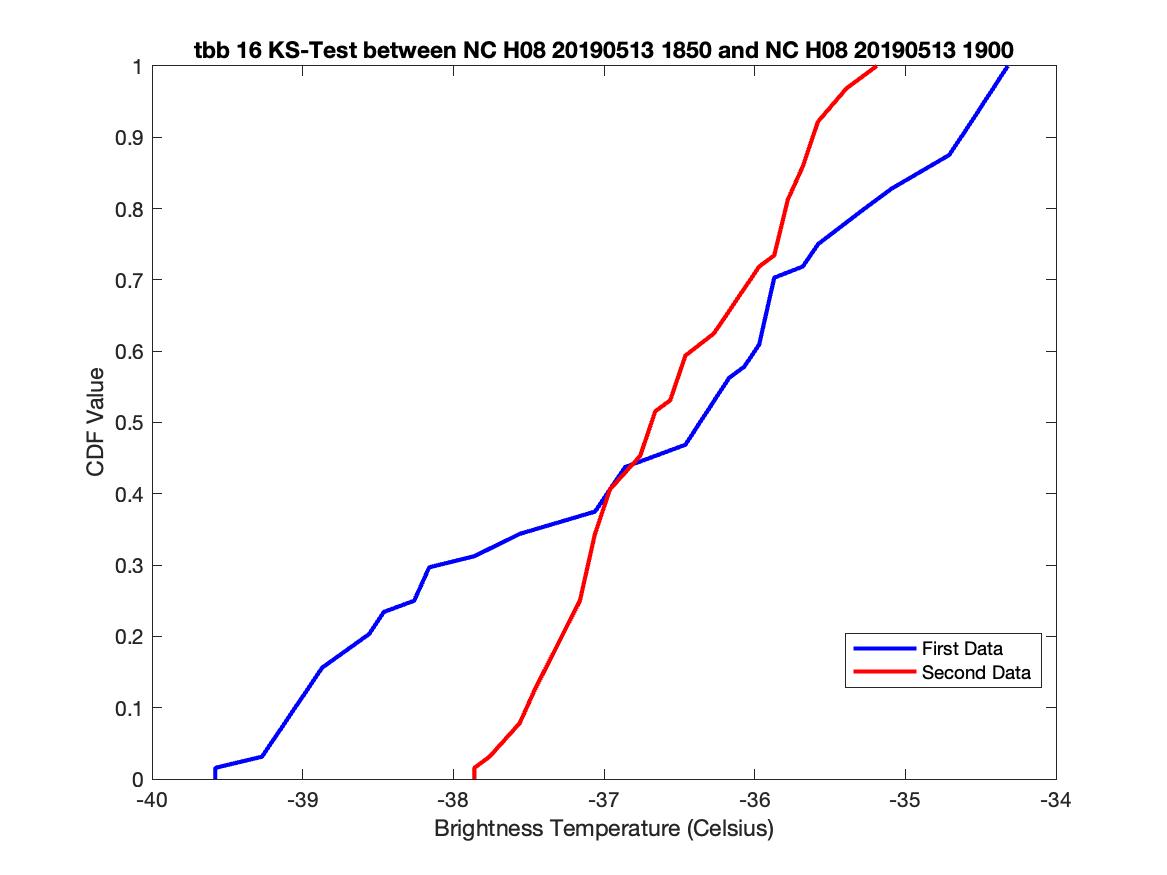 tbb 16 KS-Test between NC H08 20190513 1850 and NC H08 20190513 1900
1
0.9
0.8
0.7
0.6
0.5
0.4
0.3
0.2
0.1
0
CDF Value
First Data
Second Data
-40 -39 -38 -37 -36 -35 -34
Brightness Temperature (Celsius)